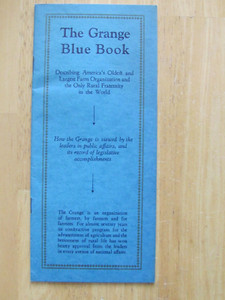 The Grange
Blue Book
Describing America's Oldest and
Largest Farm Organization and
the Only Rural Fraternity
in the World
How the Grange is viewed by the
leaders in public affairs, and
its record of legislative
accomplishments
The Grange is an organization
of farmers, by farmers and for
farmers. For almost seventy years
its constructive program for the
advancement of agriculture and the
betterment of rural life has won
hearty approval from the leaders
in every avenue of national affairs.